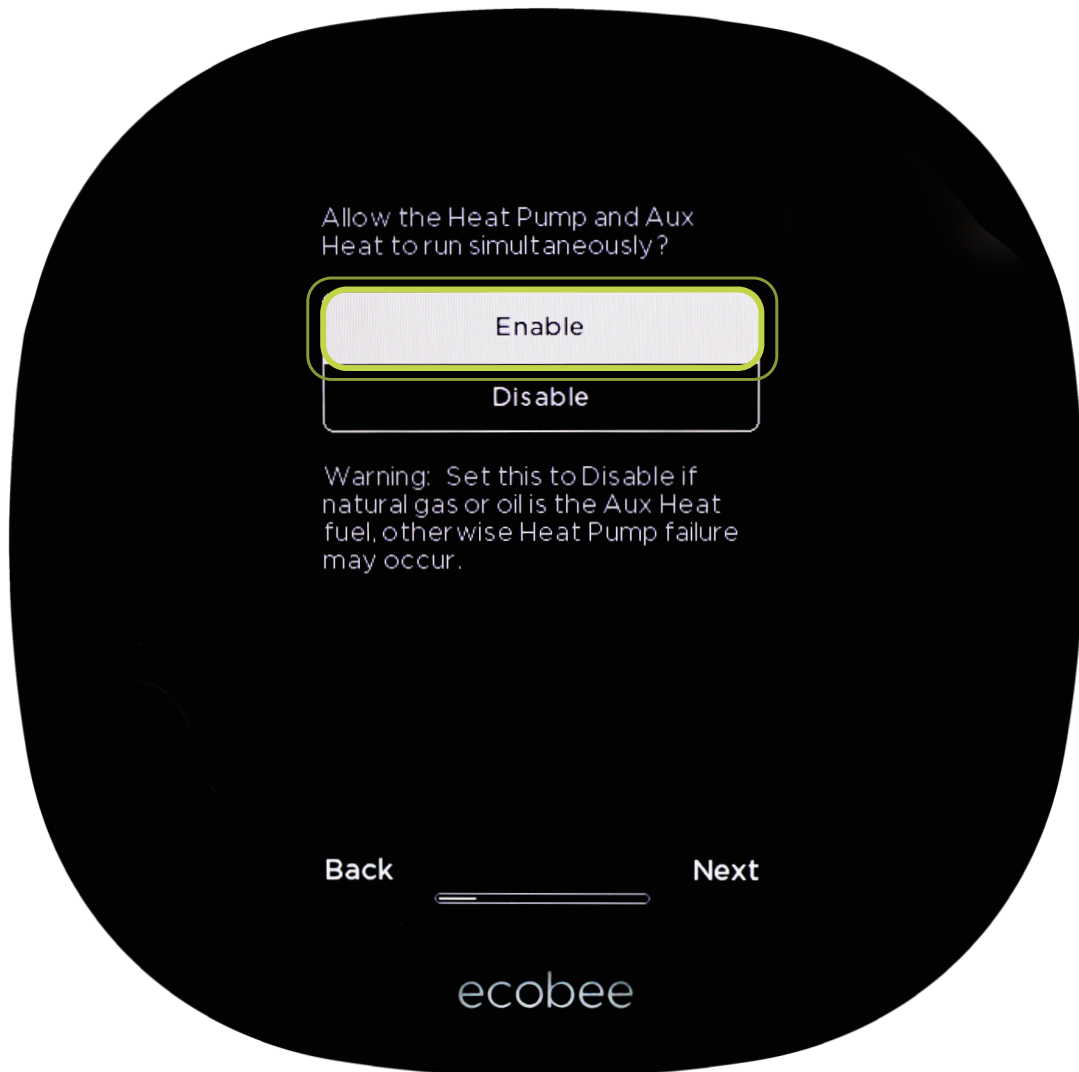 Allow the Heat Pump and Aux
Heat to run simultaneously?
Enable
Disable
Warning: Set this to Disable if
natural gas or oil is the Aux Heat
fuel, otherwise Heat Pump failure
may occur.
Back
Next
ecobee